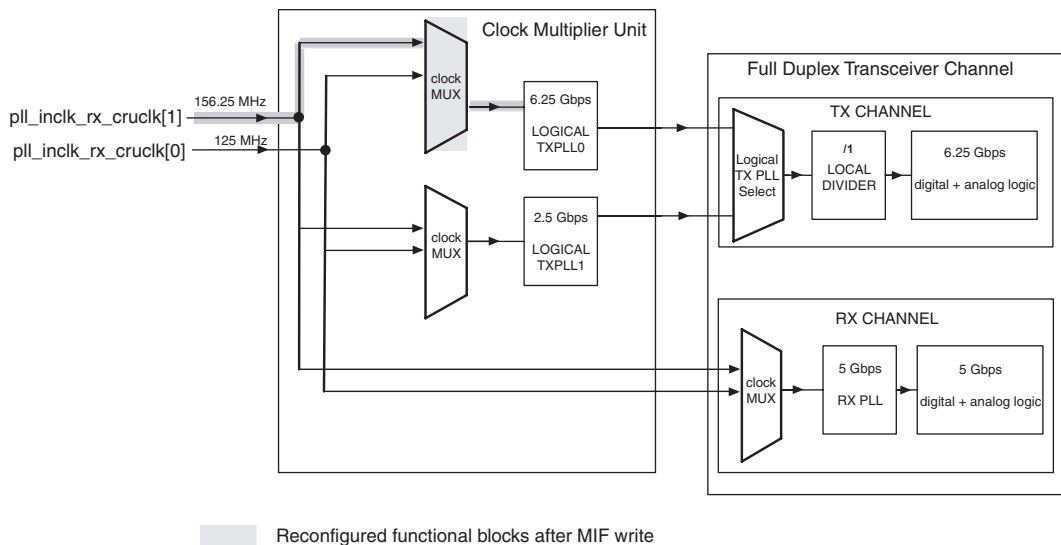 Clock Multiplier Unit
Full Duplex Transceiver Channel
pll_inclk_rx_cruclk[1]
156.25 MHz
pll_inclk_rx_cruclk[0]
125 MHz
clock
MUX
6.25 Gbps
LOGICAL
TXPLL0
clock
MUX
2.5 Gbps
LOGICAL
TXPLL1
TX CHANNEL
Logical
TX PLL
Select
/1
LOCAL
DIVIDER
6.25 Gbps
digital + analog logic
RX CHANNEL
clock
MUX
5 Gbps
RX PLL
5 Gbps
digital + analog logic
Reconfigured functional blocks after MIF write